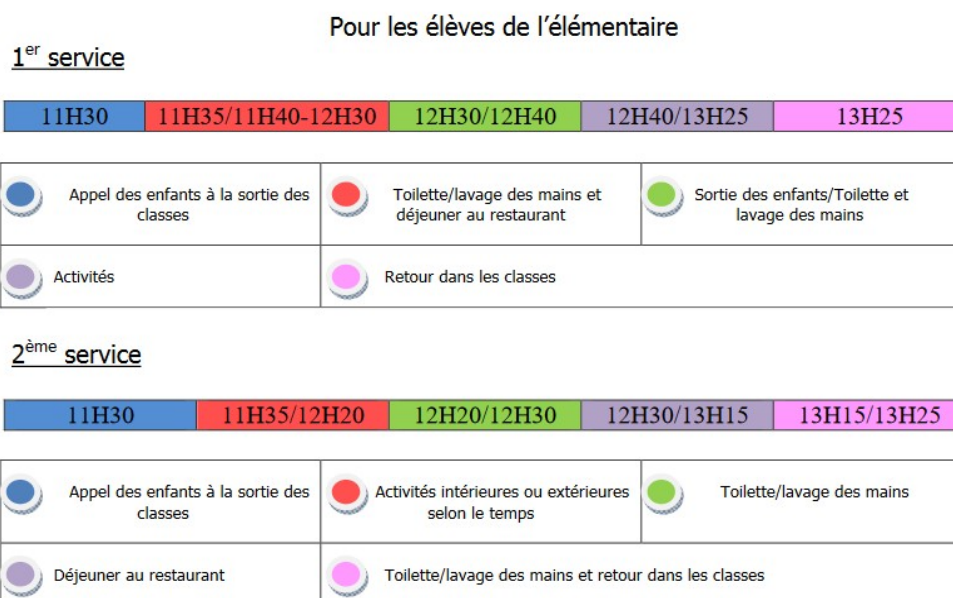 Pour les élèves de l'élémentaire
1er service
11H30 11H35/11H40-12H30 12H30/12H40 12H40/13H25 13H25
Appel des enfants à la sortie des
classes
Toilette/lavage des mains et
déjeuner au restaurant
Sortie des enfants/Toilette et
lavage des mains
Activités
Retour dans les classes
2ème service
11H30 11H35/12H20 12H20/12H30 12H30/13H15 13H15/13H25
Appel des enfants à la sortie des
classes
Activités intérieures ou extérieures
selon le temps
Toilette/lavage des mains
Déjeuner au restaurant
Toilette/lavage des mains et retour dans les classes